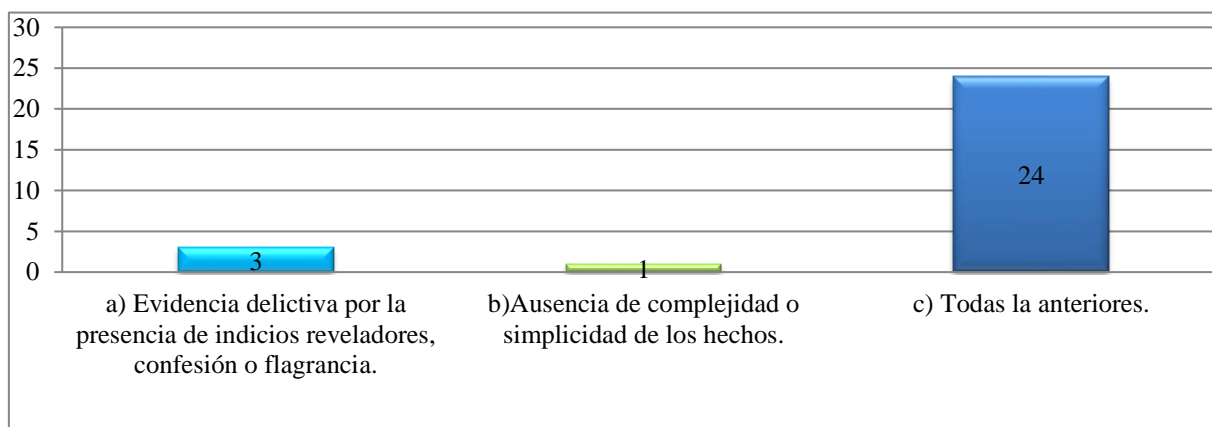 30
25
20
15
10
5
0
3
1
24
a) Evidencia delictiva por la
presencia de indicios reveladores,
confesión o flagrancia.
b)Ausencia de complejidad o
simplicidad de los hechos.
c) Todas la anteriores.